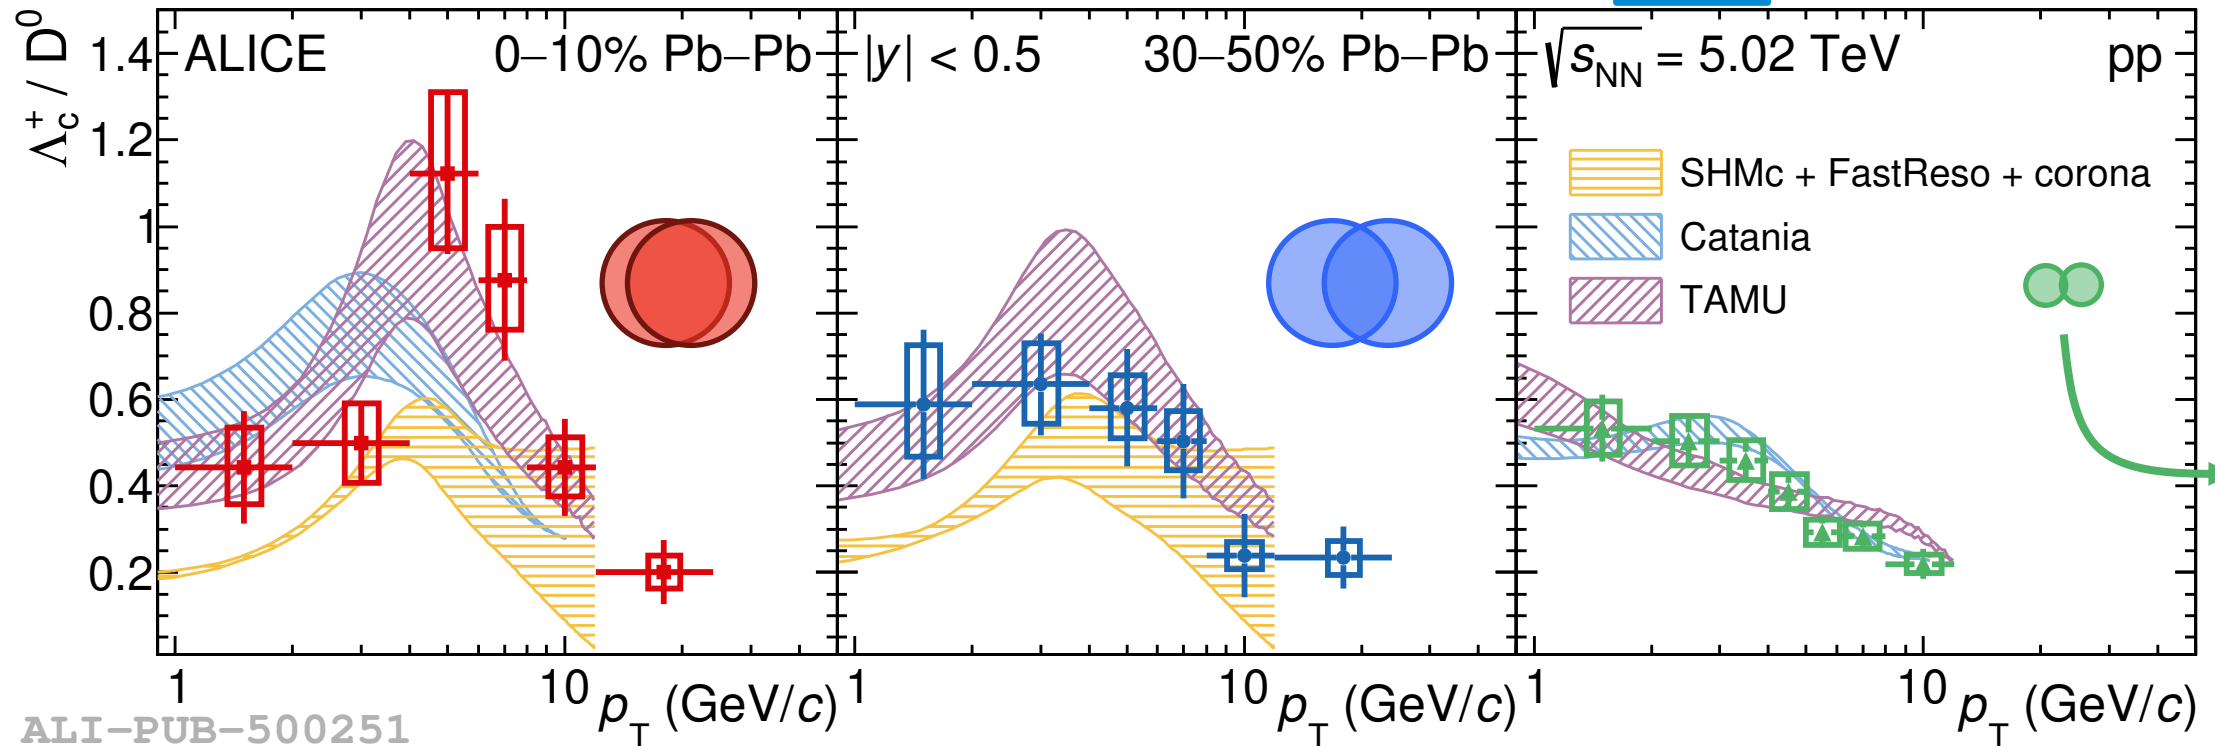 Λc+ / D0
ALICE 0–10% Pb–Pb
|y| < 0.5 30–50% Pb–Pb
√sNN = 5.02 TeV pp
SHMc + FastReso + corona
Catania
TAMU
1.4
1.2
1
0.8
0.6
0.4
0.2
1 10 pT (GeV/c)
1 10 pT (GeV/c)
1 10 pT (GeV/c)
ALI−PUB−500251